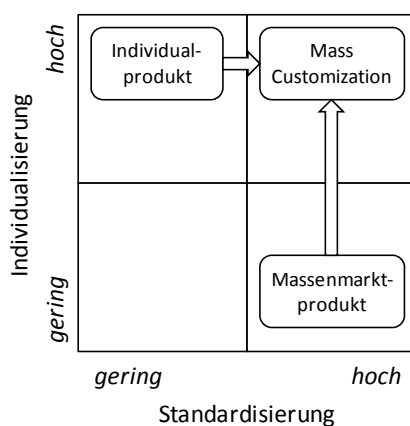 Individualisierung
hoch
gering
Individual-
produkt
Mass
Customization
Massenmarkt-
produkt
gering
hoch
Standardisierung